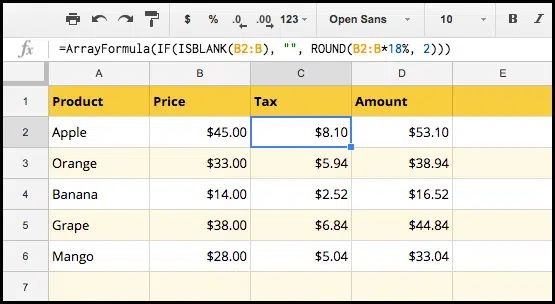 $ % .0 .00 123 Open Sans 10 B I
fx =ArrayFormula(IF(ISBLANK(B2:B), "", ROUND(B2:B*18%, 2)))
A B C D E
1 Product Price Tax Amount
2 Apple $45.00 $8.10 $53.10
3 Orange $33.00 $5.94 $38.94
4 Banana $14.00 $2.52 $16.52
5 Grape $38.00 $6.84 $44.84
6 Mango $28.00 $5.04 $33.04
7